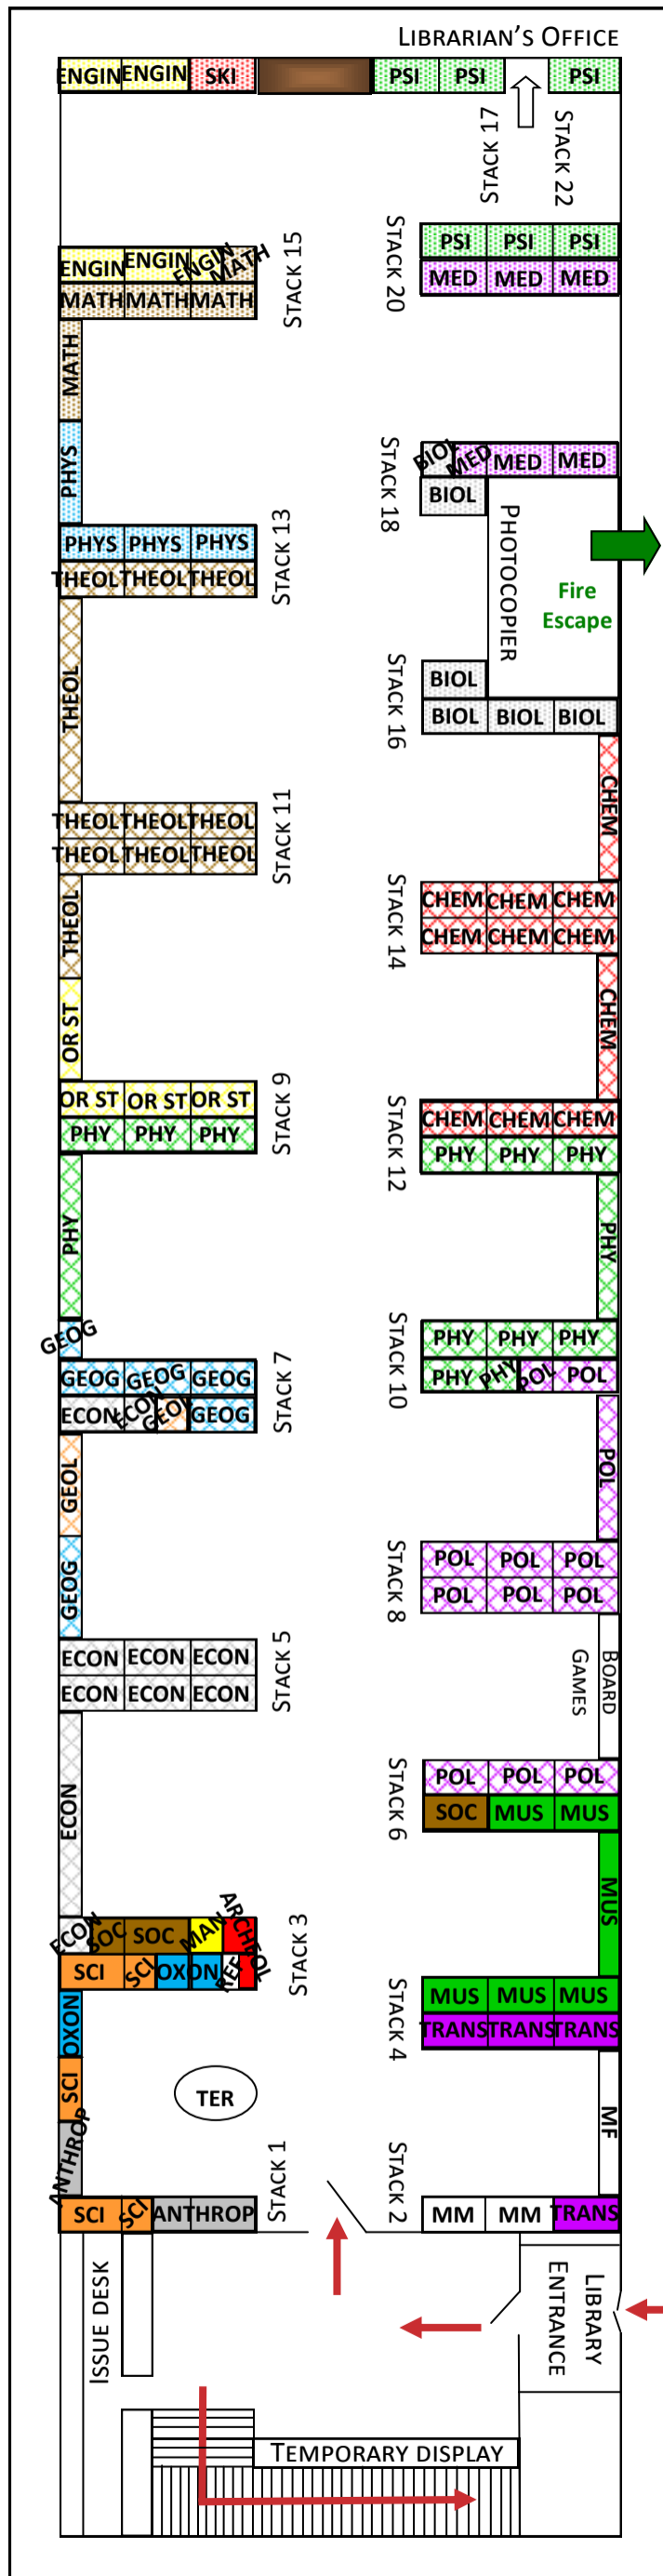 LIBRARIAN'S OFFICE
ENGIN ENGIN SKI PSI PSI PSI
STACK 17
STACK 22
PSI PSI PSI
MED MED MED
STACK 20
ENGIN ENGIN ENGIN MATH
MATH MATH MATH
STACK 15
MATH
PHYS
BIOL MED MED MED
BIOL
STACK 18
PHOTOCOPIER
Fire
Escape
PHYS PHYS PHYS
THEOL THEOL THEOL
STACK 13
THEOL
BIOL
BIOL BIOL BIOL
STACK 16
CHEM
THEOL THEOL THEOL
THEOL THEOL THEOL
STACK 11
CHEM CHEM CHEM
CHEM CHEM CHEM
STACK 14
THEOL
OR ST
CHEM
OR ST OR ST OR ST
PHY PHY PHY
STACK 9
CHEM CHEM CHEM
PHY PHY PHY
STACK 12
PHY
PHY
GEOG
PHY PHY PHY
PHY PHY POL POL
STACK 10
GEOG GEOG GEOG
ECON ECON GEOL GEOG
STACK 7
GEOL
GEOG
POL
POL POL POL
POL POL POL
STACK 8
ECON ECON ECON
ECON ECON ECON
STACK 5
BOARD
GAMES
ECON
POL POL POL
SOC MUS MUS
STACK 6
MUS
ECON SOC SOC MAN ARCHEOL
SCI SCI OXON REF
STACK 3
MUS MUS MUS
TRANS TRANS TRANS
STACK 4
OXON
SCI
ANTHROP
TER
MF
SCI SCI ANTHROP
STACK 1
STACK 2
MM MM TRANS
ISSUE DESK
LIBRARY
ENTRANCE
TEMPORARY DISPLAY